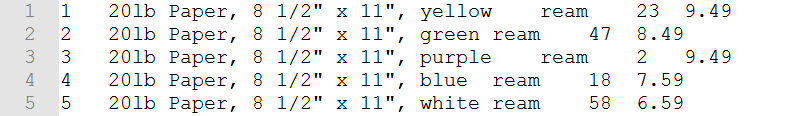 1 1 20lb Paper, 8 1/2" x 11", yellow ream 23 9.49
2 2 20lb Paper, 8 1/2" x 11", green ream 47 8.49
3 3 20lb Paper, 8 1/2" x 11", purple ream 2 9.49
4 4 20lb Paper, 8 1/2" x 11", blue ream 18 7.59
5 5 20lb Paper, 8 1/2" x 11", white ream 58 6.59